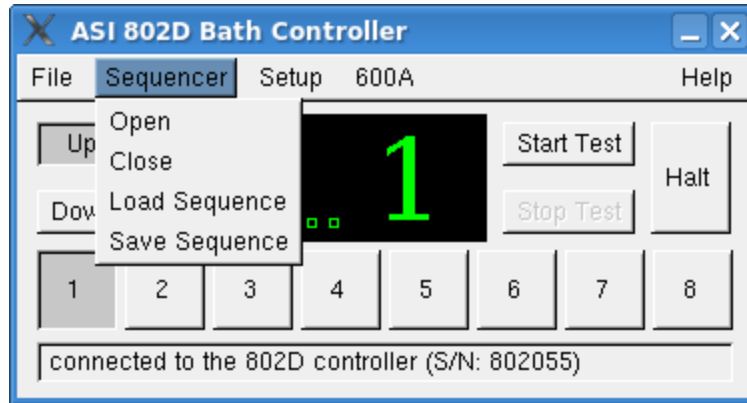 ASI 802D Bath Controller
File Sequencer Setup 600A Help
Open
Close
Load Sequence
Save Sequence
Up
1
Start Test
Halt
Stop Test
1 2 3 4 5 6 7 8
connected to the 802D controller (S/N: 802055)